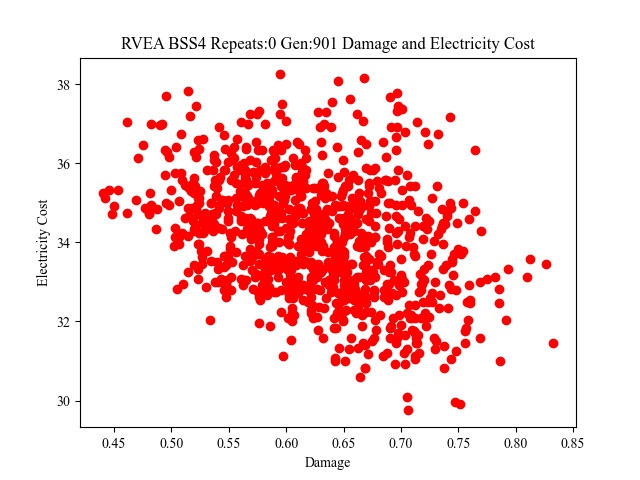 RVEA BSS4 Repeats:0 Gen:901 Damage and Electricity Cost
38
36
34
32
30
Electricity Cost
0.45 0.50 0.55 0.60 0.65 0.70 0.75 0.80 0.85
Damage